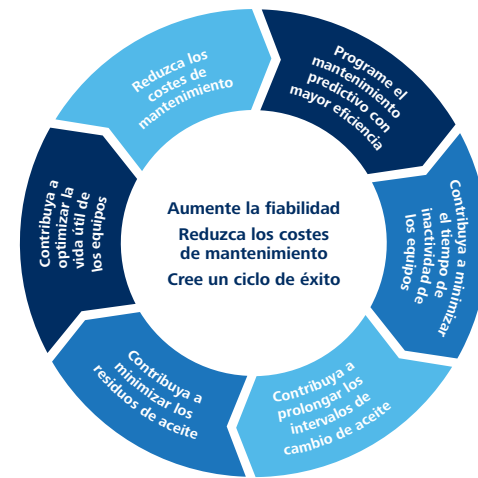 Reduzca los
costes de
mantenimiento
Programe el
mantenimiento
predictivo con
mayor eficiencia
Contribuya a minimizar
el tiempo de
inactividad de
los equipos
Contribuya a
prolongar los
intervalos de
cambio de aceite
Contribuya a
minimizar los
residuos de aceite
Contribuya a
optimizar la
vida útil de
los equipos
Aumente la fiabilidad
Reduzca los costes
de mantenimiento
Cree un ciclo de éxito